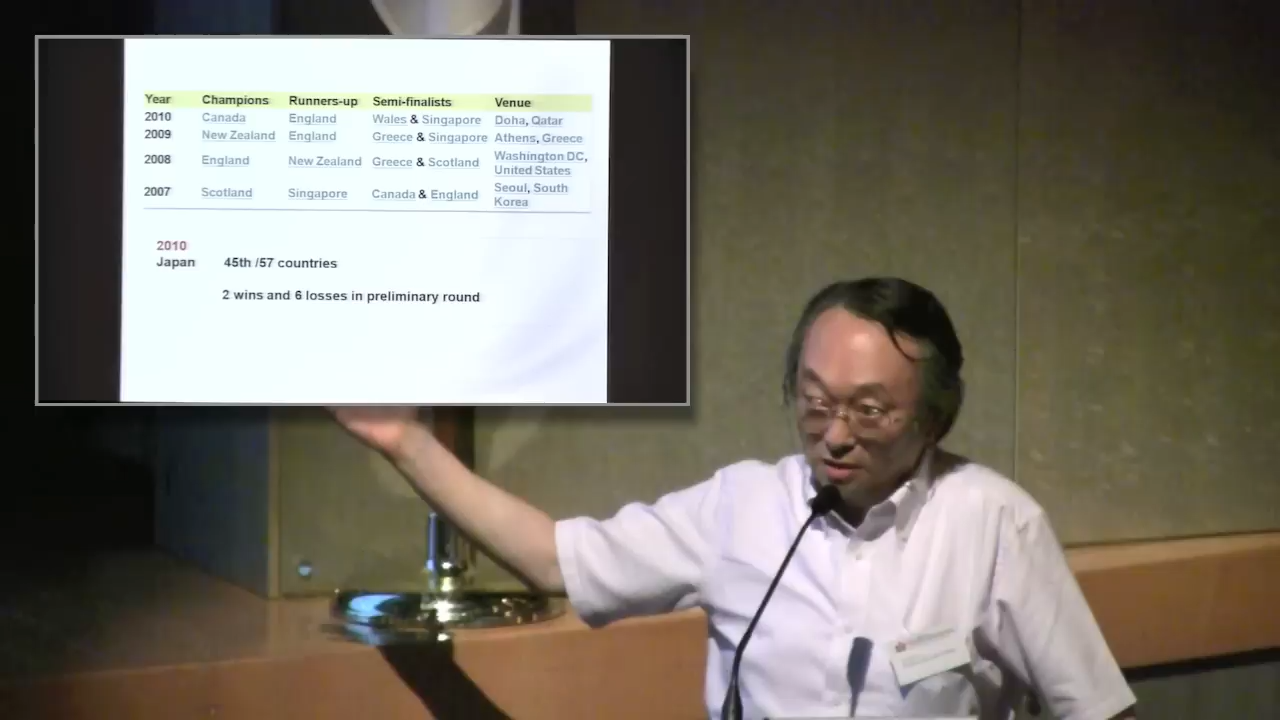 Year Champions Runners-up Semi-finalists Venue
2010 Canada England Wales & Singapore Doha, Qatar
2009 New Zealand England Greece & Singapore Athens, Greece
2008 England New Zealand Greece & Scotland Washington DC,
United States
2007 Scotland Singapore Canada & England Seoul, South
Korea
2010
Japan 45th /57 countries
2 wins and 6 losses in preliminary round